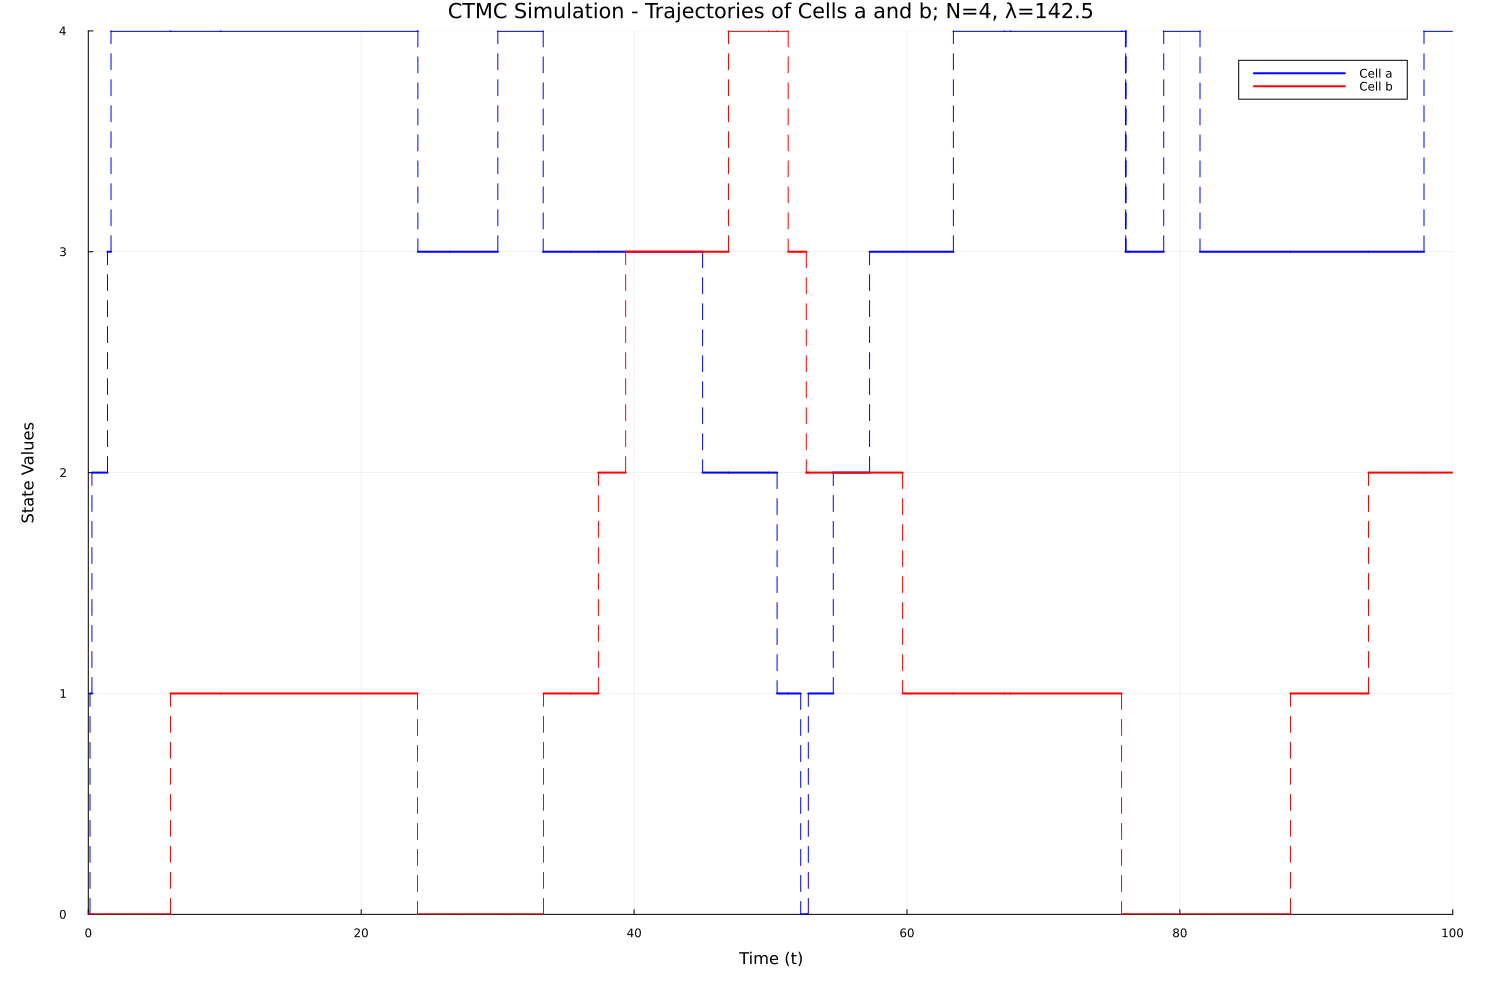 CTMC Simulation - Trajectories of Cells a and b; N=4, λ=142.5
4
Cell a
Cell b
3
State Values
2
1
0
0 20 40 60 80 100
Time (t)